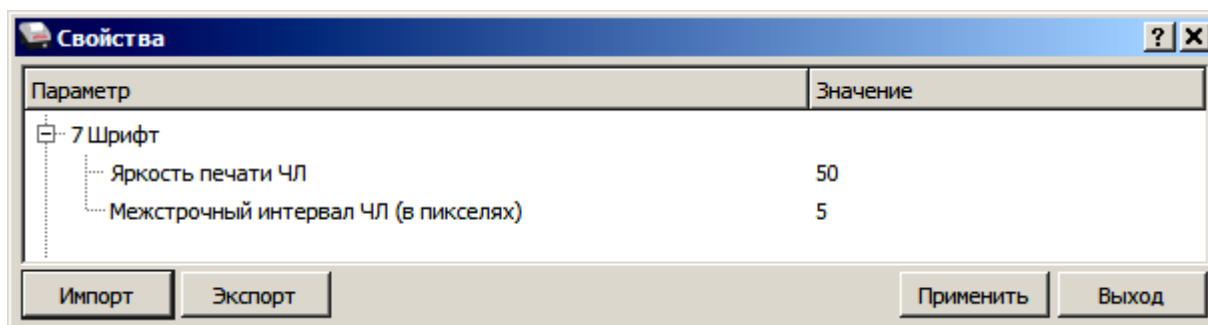 Свойства
Параметр Значение
7 Шрифт
Яркость печати ЧЛ 50
Межстрочный интервал ЧЛ (в пикселях) 5
Импорт Экспорт Применить Выход